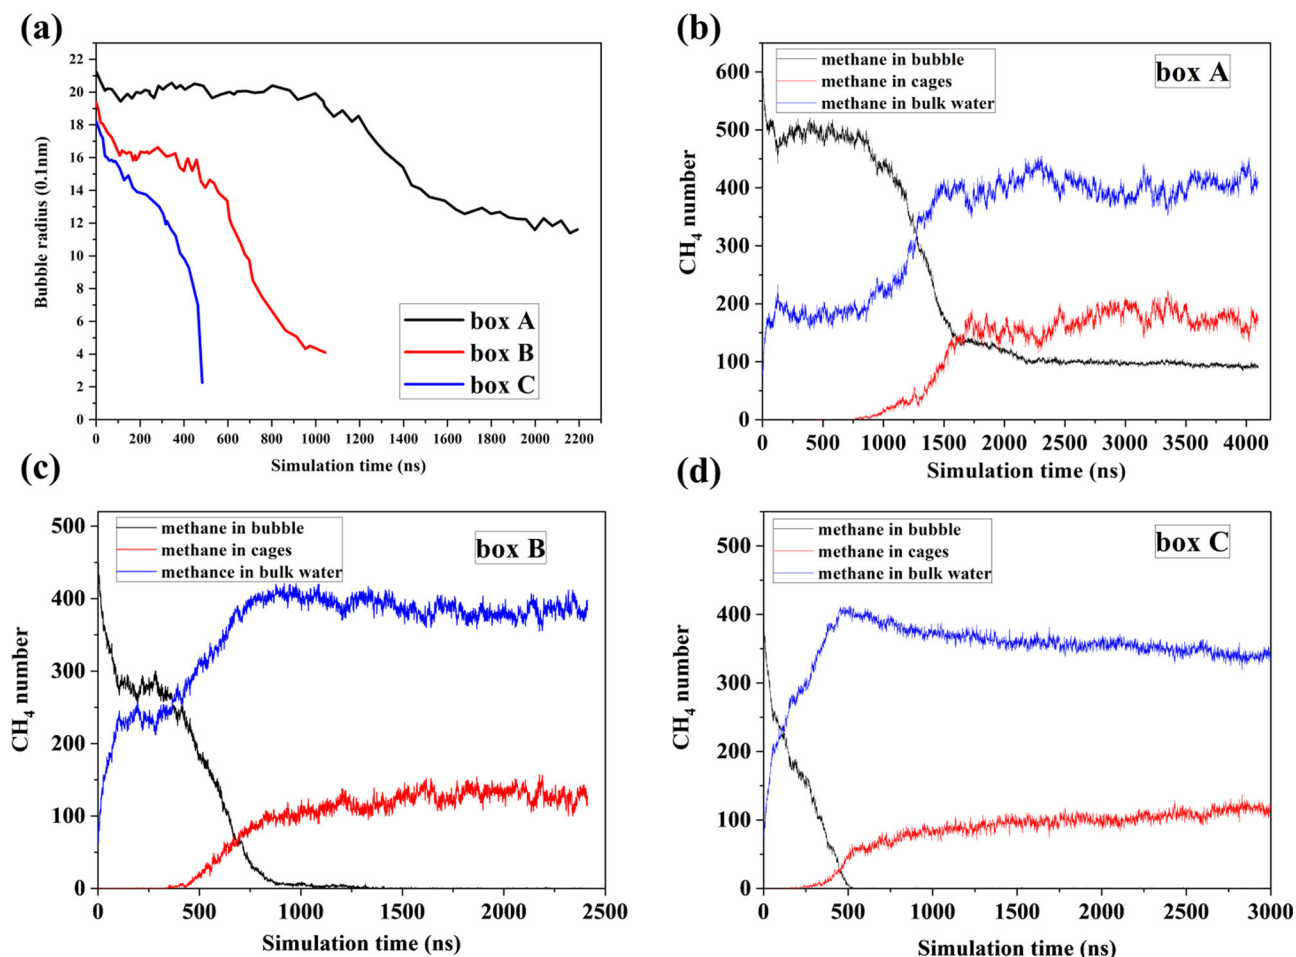 (a)
22
20
18
16
14
12
10
8
6
4
2
0
Bubble radius (0.1nm)
box A
box B
box C
0 200 400 600 800 1000 1200 1400 1600 1800 2000 2200
Simulation time (ns)
(b)
methane in bubble
methane in cages
methane in bulk water
box A
600
500
400
300
200
100
0
CH4 number
0 500 1000 1500 2000 2500 3000 3500 4000
Simulation time (ns)
(c)
methane in bubble
methane in cages
methance in bulk water
box B
500
400
300
200
100
0
CH4 number
0 500 1000 1500 2000 2500
Simulation time (ns)
(d)
methane in bubble
methane in cages
methane in bulk water
box C
500
400
300
200
100
0
CH4 number
0 500 1000 1500 2000 2500 3000
Simulation time (ns)